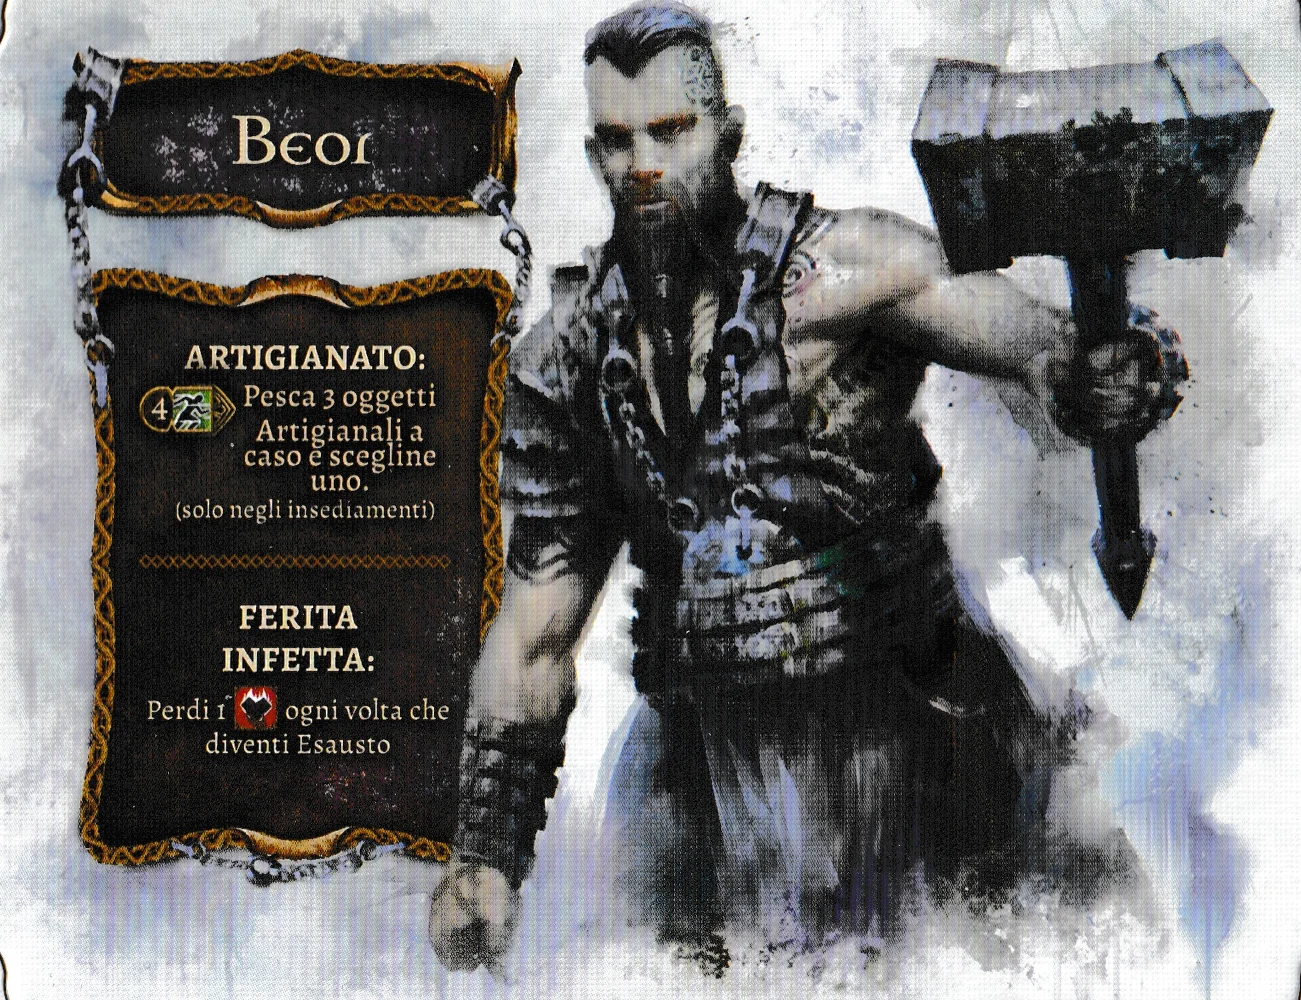 Beor
ARTIGIANATO:
4 Pesca 3 oggetti
Artigianali a
caso e scegline
uno.
(solo negli insediamenti)
FERITA
INFETTA:
Perdi 1 ogni volta che
diventi Esausto